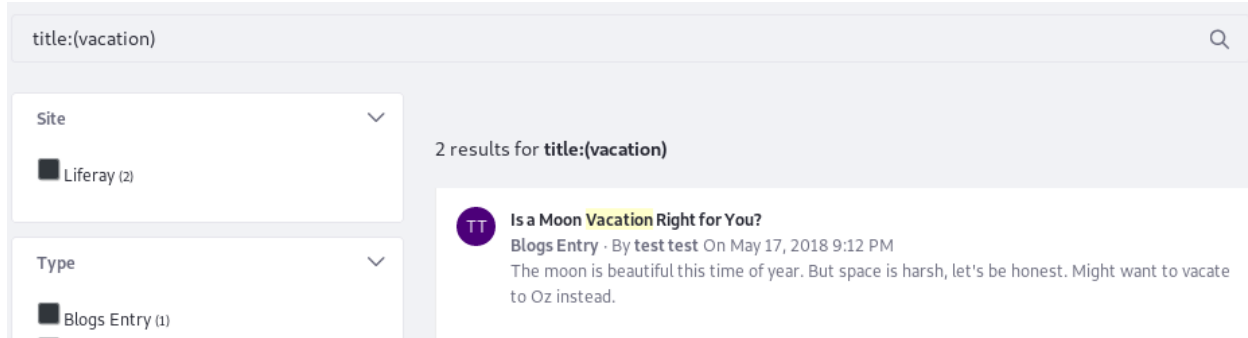 title:(vacation)
Site
Liferay (2)
Type
Blogs Entry (1)
2 results for title:(vacation)
TT
Is a Moon Vacation Right for You?
Blogs Entry · By test test On May 17, 2018 9:12 PM
The moon is beautiful this time of year. But space is harsh, let's be honest. Might want to vacate
to Oz instead.